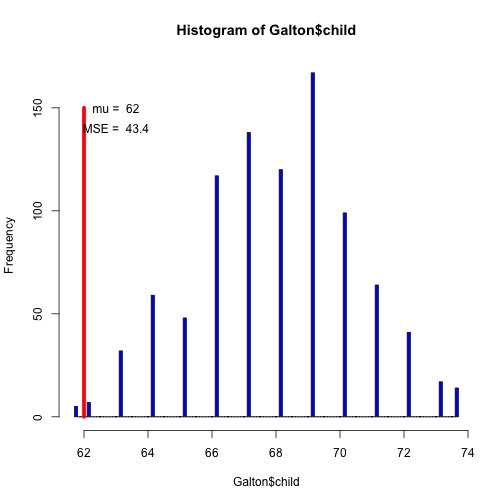 Histogram of Galton$child
mu =  62
MSE =  43.4
Frequency
150
100
50
0
62 64 66 68 70 72 74
Galton$child